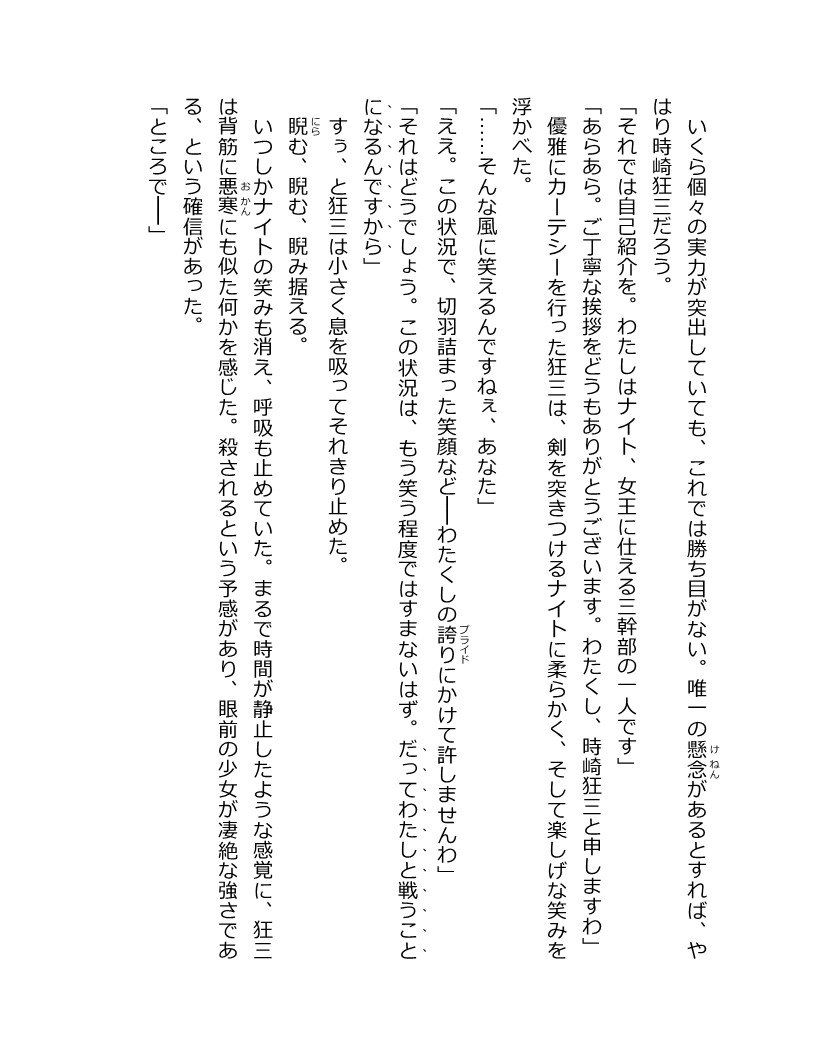 いくら個々の実力が突出していても、これでは勝ち目がない。唯一の懸念があるとすれば、や
はり時崎狂三だろう。
「それでは自己紹介を。わたしはナイト、女王に仕える三幹部の一人です」
「あらあら。ご丁寧な挨拶をどうもありがとうございます。わたくし、時崎狂三と申しますわ」
優雅にカーテシーを行った狂三は、剣を突きつけるナイトに柔らかく、そして楽しげな笑みを
浮かべた。
「……そんな風に笑えるんですねぇ、あなた」
「ええ。この状況で、切羽詰まった笑顔など──わたくしの誇りにかけて許しませんわ」
「それはどうでしょう。この状況は、もう笑う程度ではすまないはず。だってわたしと戦うこと
になるんですから」
すぅ、と狂三は小さく息を吸ってそれきり止めた。
睨む、睨む、睨み据える。
いつしかナイトの笑みも消え、呼吸も止めていた。まるで時間が静止したような感覚に、狂三
は背筋に悪寒にも似た何かを感じた。殺されるという予感があり、眼前の少女が凄絶な強さであ
る、という確信があった。
「ところで──」